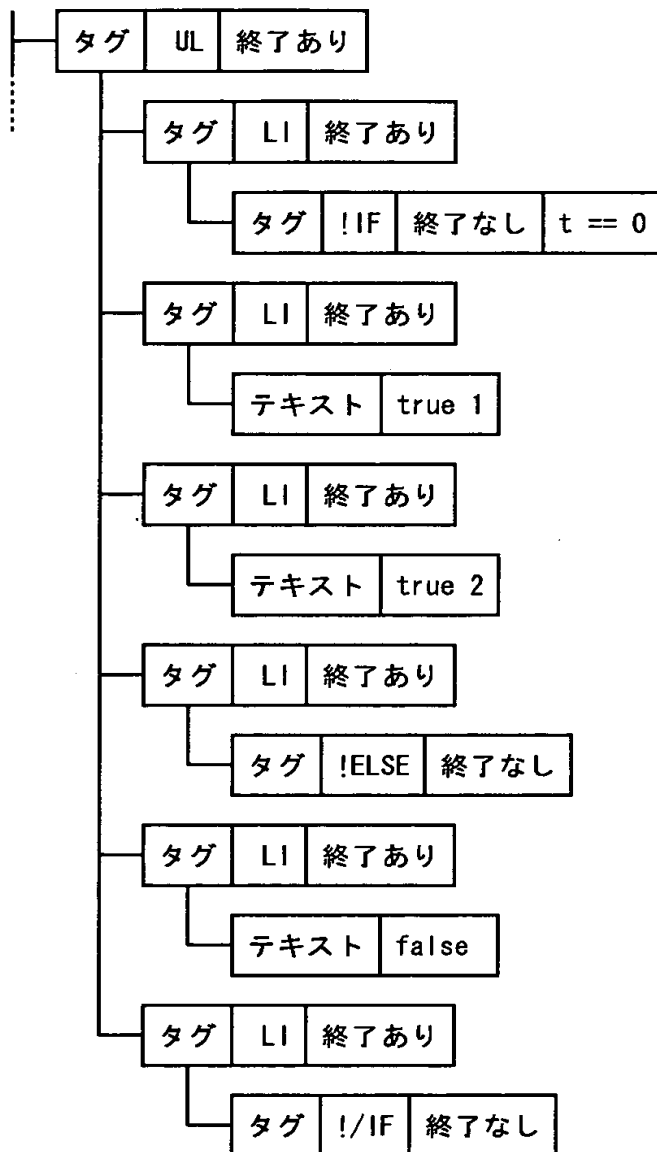 タグ UL 終了あり
タグ LI 終了あり
タグ !IF 終了なし t == 0
タグ LI 終了あり
テキスト true 1
タグ LI 終了あり
テキスト true 2
タグ LI 終了あり
タグ !ELSE 終了なし
タグ LI 終了あり
テキスト false
タグ LI 終了あり
タグ !/IF 終了なし